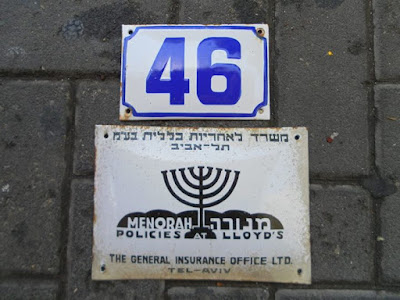 46
משרד לאחריות כללית בע"מ
תל-אביב
MENORAH מנורה
POLICIES AT LLOYD'S
THE GENERAL INSURANCE OFFICE LTD.
TEL-AVIV